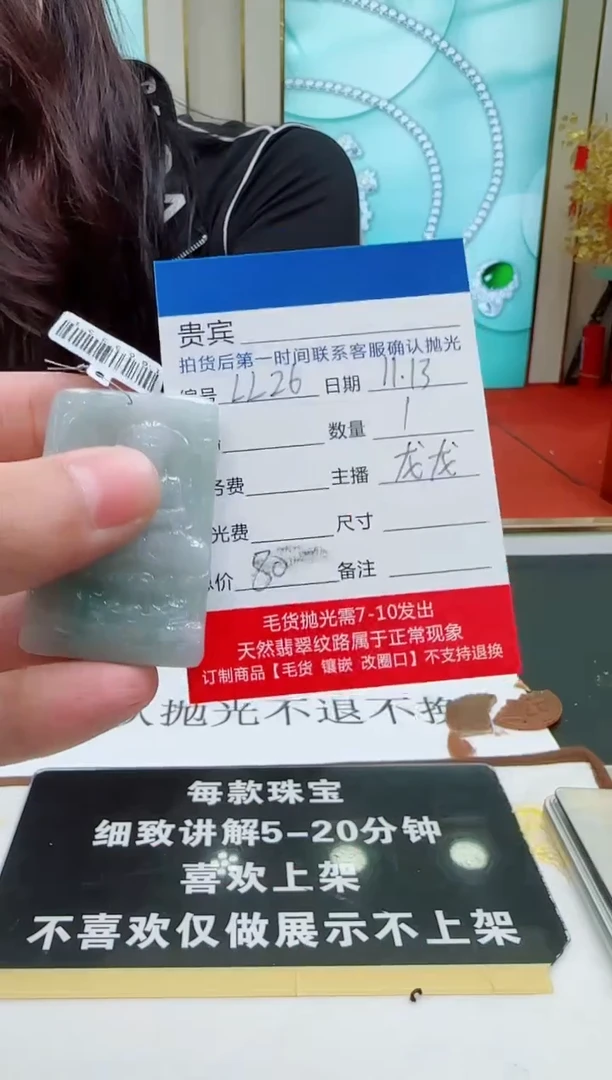 贵宾
拍货后第一时间联系客服确认抛光
编号 LL26 日期 11.13
数量 1
务费 主播 龙龙
光费 尺寸
总价 80 备注
毛货抛光需7-10发出
天然翡翠纹路属于正常现象
订制商品【毛货 镶嵌 改圈口】不支持退换
认抛光不退不换
每款珠宝
细致讲解5-20分钟
喜欢上架
不喜欢仅做展示不上架